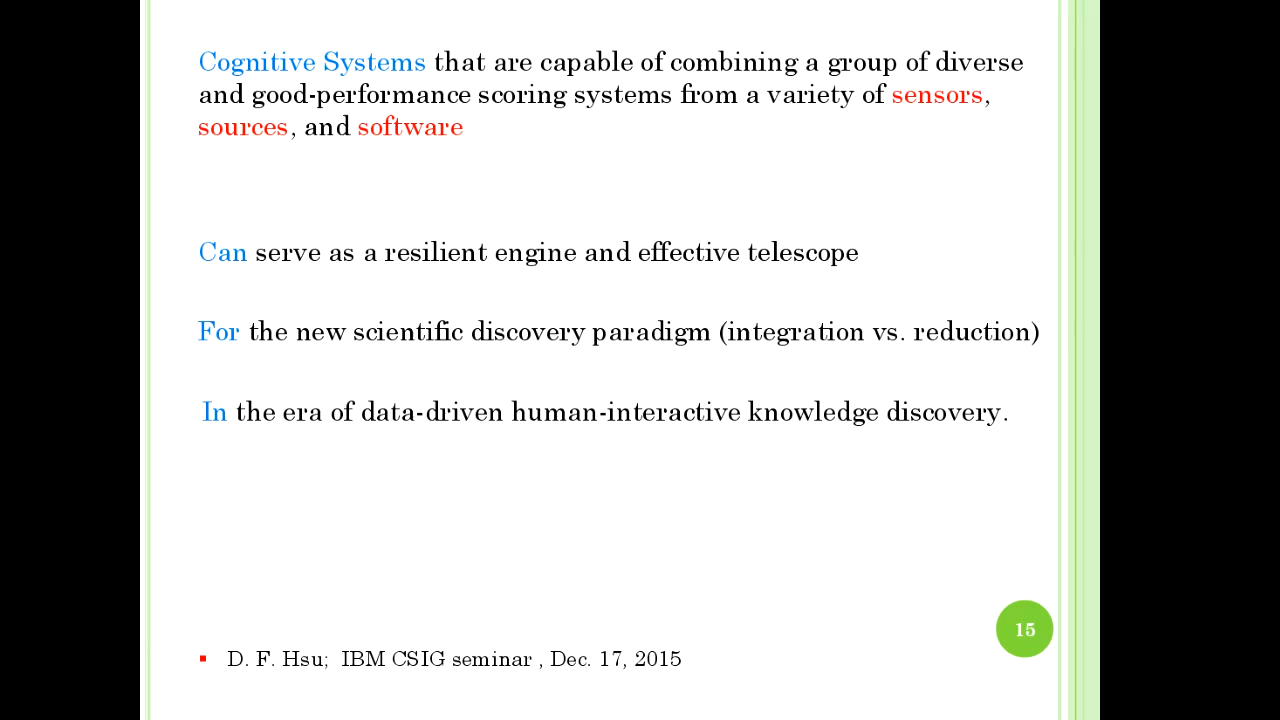 Cognitive Systems that are capable of combining a group of diverse
and good-performance scoring systems from a variety of sensors,
sources, and software
Can serve as a resilient engine and effective telescope
For the new scientific discovery paradigm (integration vs. reduction)
In the era of data-driven human-interactive knowledge discovery.
15
▪ D. F. Hsu; IBM CSIG seminar , Dec. 17, 2015